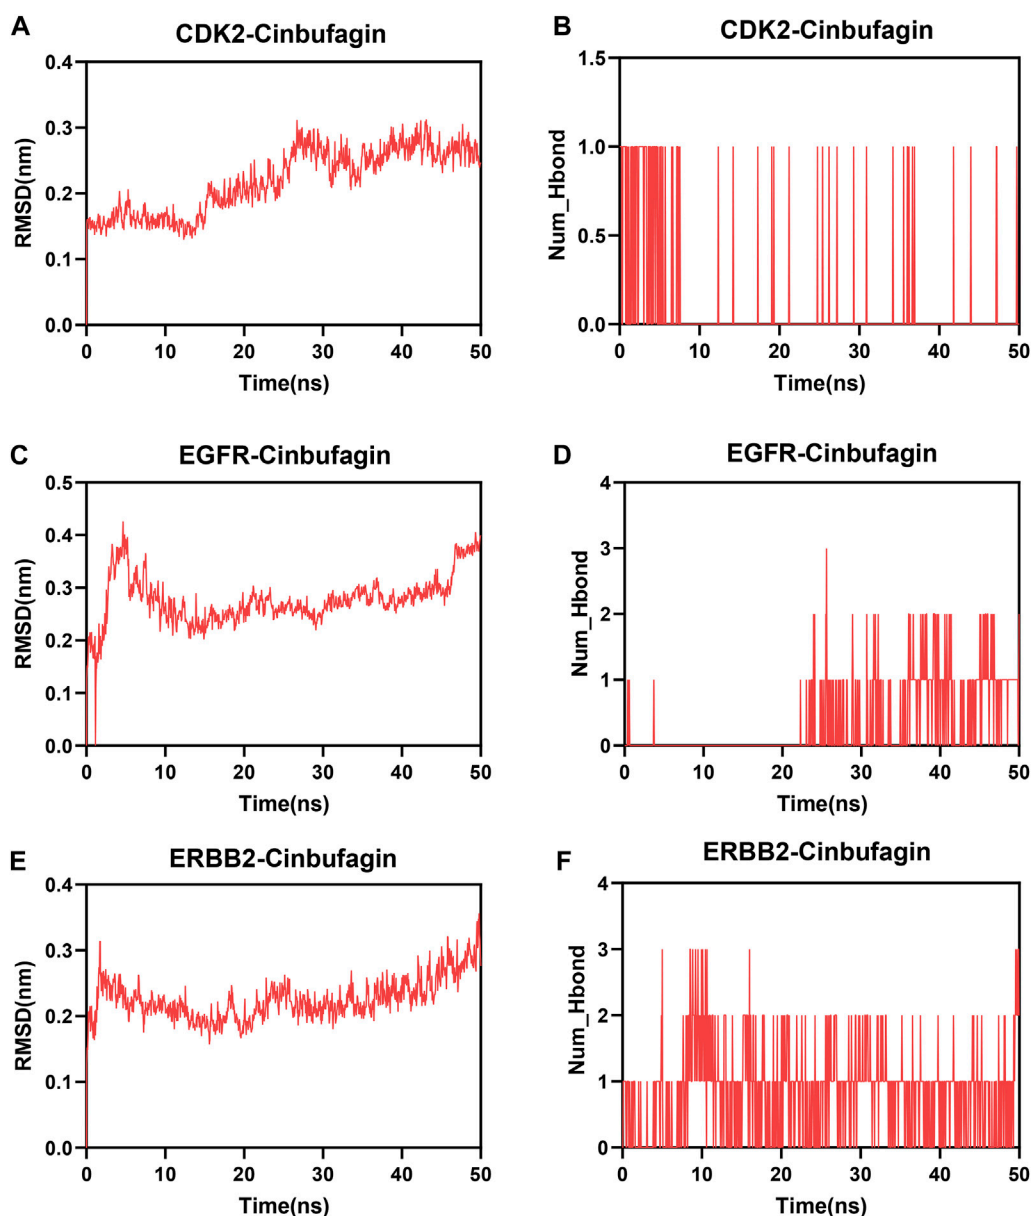 A
CDK2-Cinbufagin
RMSD(nm)
0.4
0.3
0.2
0.1
0.0
0 10 20 30 40 50
Time(ns)
B
CDK2-Cinbufagin
Num_Hbond
1.5
1.0
0.5
0.0
0 10 20 30 40 50
Time(ns)
C
EGFR-Cinbufagin
RMSD(nm)
0.5
0.4
0.3
0.2
0.1
0.0
0 10 20 30 40 50
Time(ns)
D
EGFR-Cinbufagin
Num_Hbond
4
3
2
1
0
0 10 20 30 40 50
Time(ns)
E
ERBB2-Cinbufagin
RMSD(nm)
0.4
0.3
0.2
0.1
0.0
0 10 20 30 40 50
Time(ns)
F
ERBB2-Cinbufagin
Num_Hbond
4
3
2
1
0
0 10 20 30 40 50
Time(ns)